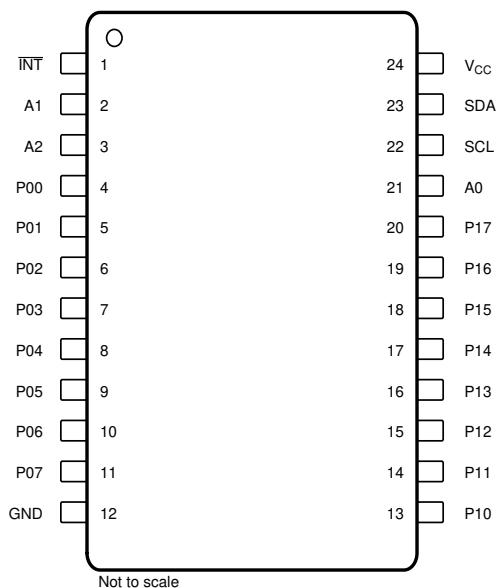 INT 1 24 VCC
A1 2 23 SDA
A2 3 22 SCL
P00 4 21 A0
P01 5 20 P17
P02 6 19 P16
P03 7 18 P15
P04 8 17 P14
P05 9 16 P13
P06 10 15 P12
P07 11 14 P11
GND 12 13 P10
Not to scale